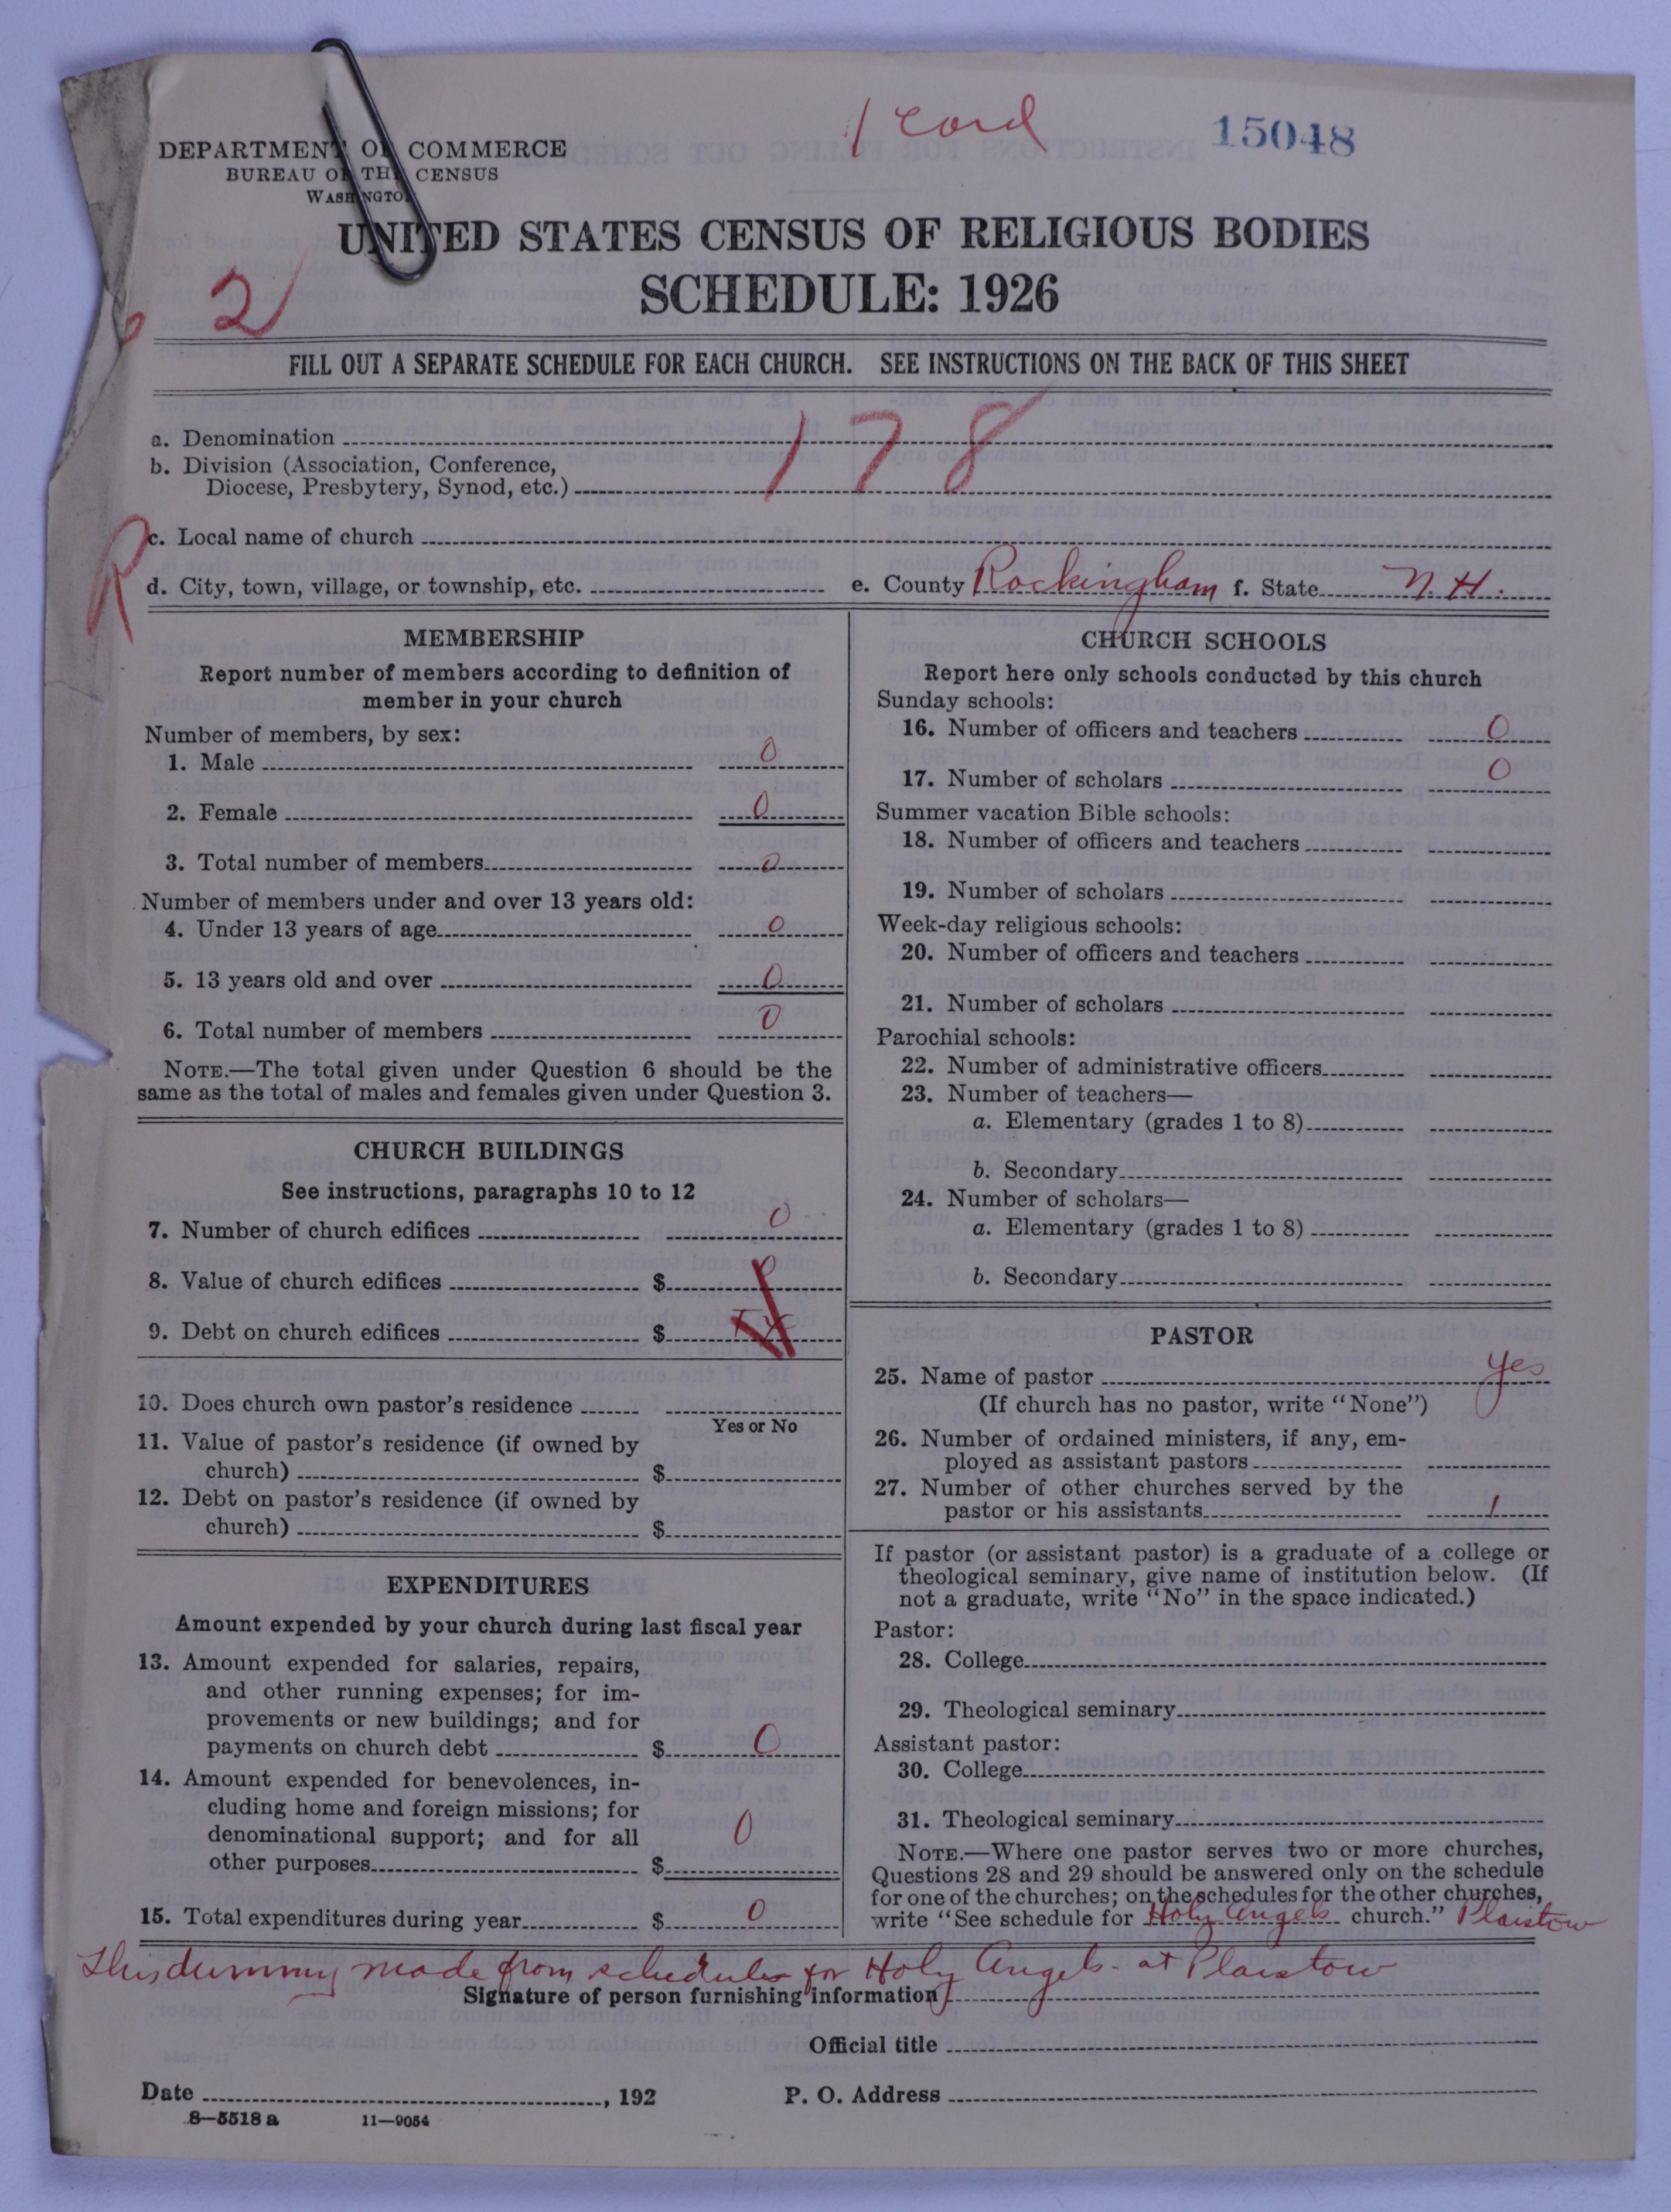 1 Card
15048
DEPARTMENT OF COMMERCE
BUREAU OF THE CENSUS
WASHINGTON
UNITED STATES CENSUS OF RELIGIOUS BODIES
SCHEDULE: 1926
2
FILL OUT A SEPARATE SCHEDULE FOR EACH CHURCH. SEE INSTRUCTIONS ON THE BACK OF THIS SHEET
178
a. Denomination
b. Division (Association, Conference,
Diocese, Presbytery, Synod, etc.)
R
c. Local name of church
d. City, town, village, or township, etc. e. County Rockingham f. State N. H.
MEMBERSHIP
Report number of members according to definition of
member in your church
Number of members, by sex:
1. Male 0
2. Female 0
3. Total number of members 0
Number of members under and over 13 years old:
4. Under 13 years of age 0
5. 13 years old and over 0
6. Total number of members 0
NOTE.—The total given under Question 6 should be the
same as the total of males and females given under Question 3.
CHURCH BUILDINGS
See instructions, paragraphs 10 to 12
7. Number of church edifices 0
8. Value of church edifices $ 0
9. Debt on church edifices $
10. Does church own pastor's residence
Yes or No
11. Value of pastor's residence (if owned by
church) $
12. Debt on pastor's residence (if owned by
church) $
EXPENDITURES
Amount expended by your church during last fiscal year
13. Amount expended for salaries, repairs,
and other running expenses; for im-
provements or new buildings; and for
payments on church debt $ 0
14. Amount expended for benevolences, in-
cluding home and foreign missions; for
denominational support; and for all
other purposes $ 0
15. Total expenditures during year $ 0
CHURCH SCHOOLS
Report here only schools conducted by this church
Sunday schools:
16. Number of officers and teachers 0
17. Number of scholars 0
Summer vacation Bible schools:
18. Number of officers and teachers
19. Number of scholars
Week-day religious schools:
20. Number of officers and teachers
21. Number of scholars
Parochial schools:
22. Number of administrative officers
23. Number of teachers—
a. Elementary (grades 1 to 8)
b. Secondary
24. Number of scholars—
a. Elementary (grades 1 to 8)
b. Secondary
PASTOR
25. Name of pastor yes
(If church has no pastor, write "None")
26. Number of ordained ministers, if any, em-
ployed as assistant pastors
27. Number of other churches served by the
pastor or his assistants 1
If pastor (or assistant pastor) is a graduate of a college or
theological seminary, give name of institution below. (If
not a graduate, write "No" in the space indicated.)
Pastor:
28. College
29. Theological seminary
Assistant pastor:
30. College
31. Theological seminary
NOTE.—Where one pastor serves two or more churches,
Questions 28 and 29 should be answered only on the schedule
for one of the churches; on the schedules for the other churches,
write "See schedule for Holy Angels church." Plaistow
This dummy made from schedules for Holy Angels - at Plaistow
Signature of person furnishing information
Official title
Date , 192 P. O. Address
8—5518 a 11—9054